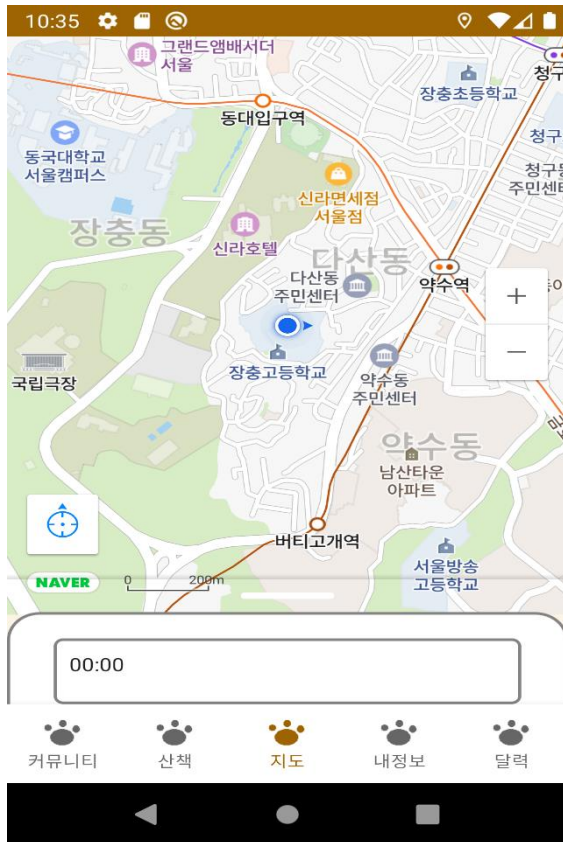 10:35
그랜드앰배서더
서울
장충초등학교
청구
동대입구역
동국대학교
서울캠퍼스
청구
청구동
주민센터
신라면세점
서울점
장충동
신라호텔
다산동
다산동
주민센터
약수역
동이
+
−
국립극장
장충고등학교
약수동
주민센터
약수동
남산타운
아파트
버티고개역
서울방송
고등학교
NAVER
0
200m
00:00
커뮤니티
산책
지도
내정보
달력